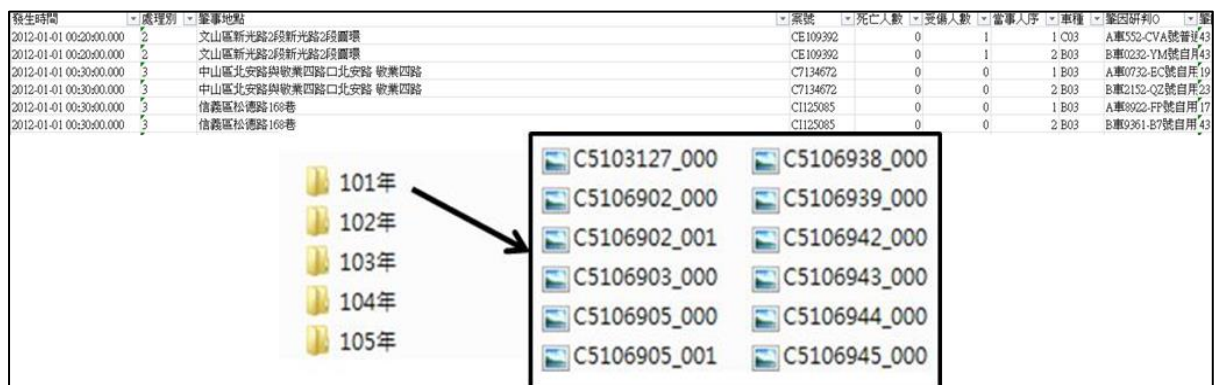 發生時間 處理別 肇事地點 案號 死亡人數 受傷人數 當事人序 車種 肇因研判O 肇
2012-01-01 00:20:00.000 2 文山區新光路2段新光路2段圓環 CE109392 0 1 1 C03 A車552-CVA號普通 43
2012-01-01 00:20:00.000 2 文山區新光路2段新光路2段圓環 CE109392 0 1 2 B03 B車0232-YM號自用 43
2012-01-01 00:30:00.000 3 中山區北安路與敬業四路口北安路 敬業四路 C7134672 0 0 1 B03 A車0732-EC號自用 19
2012-01-01 00:30:00.000 3 中山區北安路與敬業四路口北安路 敬業四路 C7134672 0 0 2 B03 B車2152-QZ號自用 23
2012-01-01 00:30:00.000 3 信義區松德路168巷 CI125085 0 0 1 B03 A車8922-FP號自用 17
2012-01-01 00:30:00.000 3 信義區松德路168巷 CI125085 0 0 2 B03 B車9361-B7號自用 43
101年
102年
103年
104年
105年
C5103127_000 C5106938_000
C5106902_000 C5106939_000
C5106902_001 C5106942_000
C5106903_000 C5106943_000
C5106905_000 C5106944_000
C5106905_001 C5106945_000